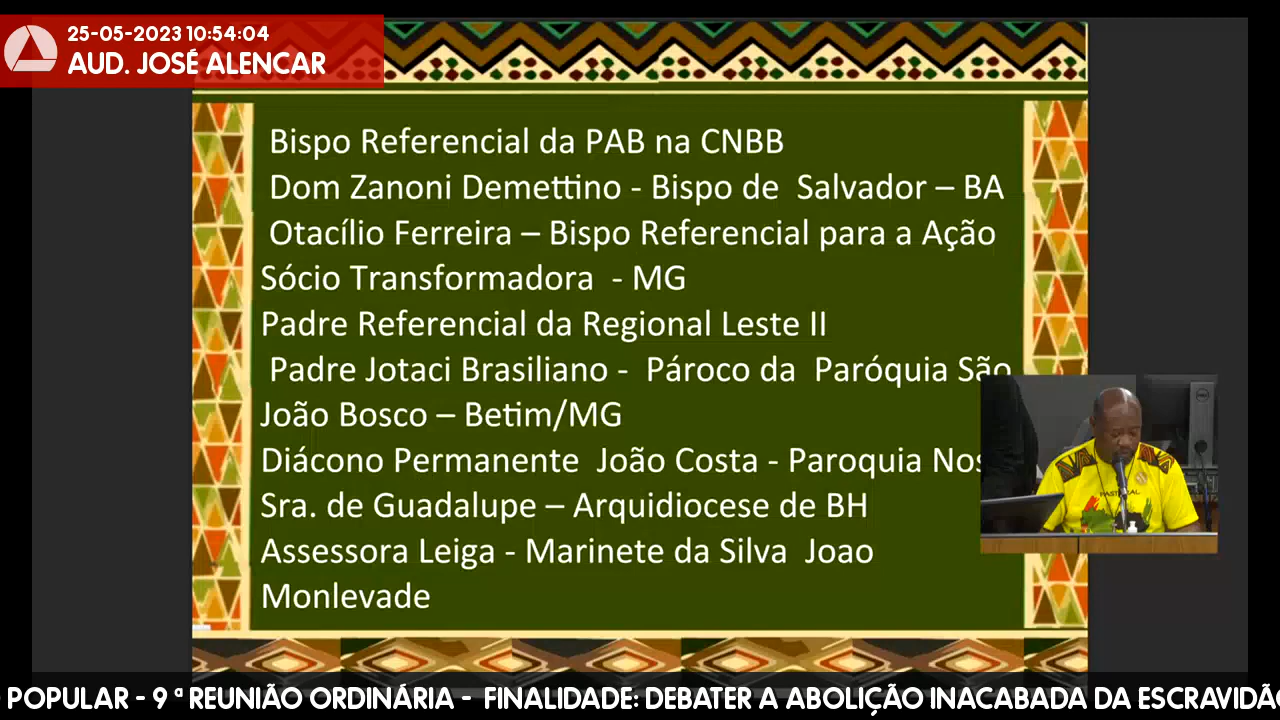 25-05-2023 10:54:04
AUD. JOSÉ ALENCAR
Bispo Referencial da PAB na CNBB
Dom Zanoni Demettino - Bispo de Salvador – BA
Otacílio Ferreira – Bispo Referencial para a Ação
Sócio Transformadora - MG
Padre Referencial da Regional Leste II
Padre Jotaci Brasiliano - Pároco da Paróquia São
João Bosco – Betim/MG
Diácono Permanente João Costa - Paroquia Nos
Sra. de Guadalupe – Arquidiocese de BH
Assessora Leiga - Marinete da Silva Joao
Monlevade
PASTORAL
POPULAR - 9 ª REUNIÃO ORDINÁRIA - FINALIDADE: DEBATER A ABOLIÇÃO INACABADA DA ESCRAVIDÃO